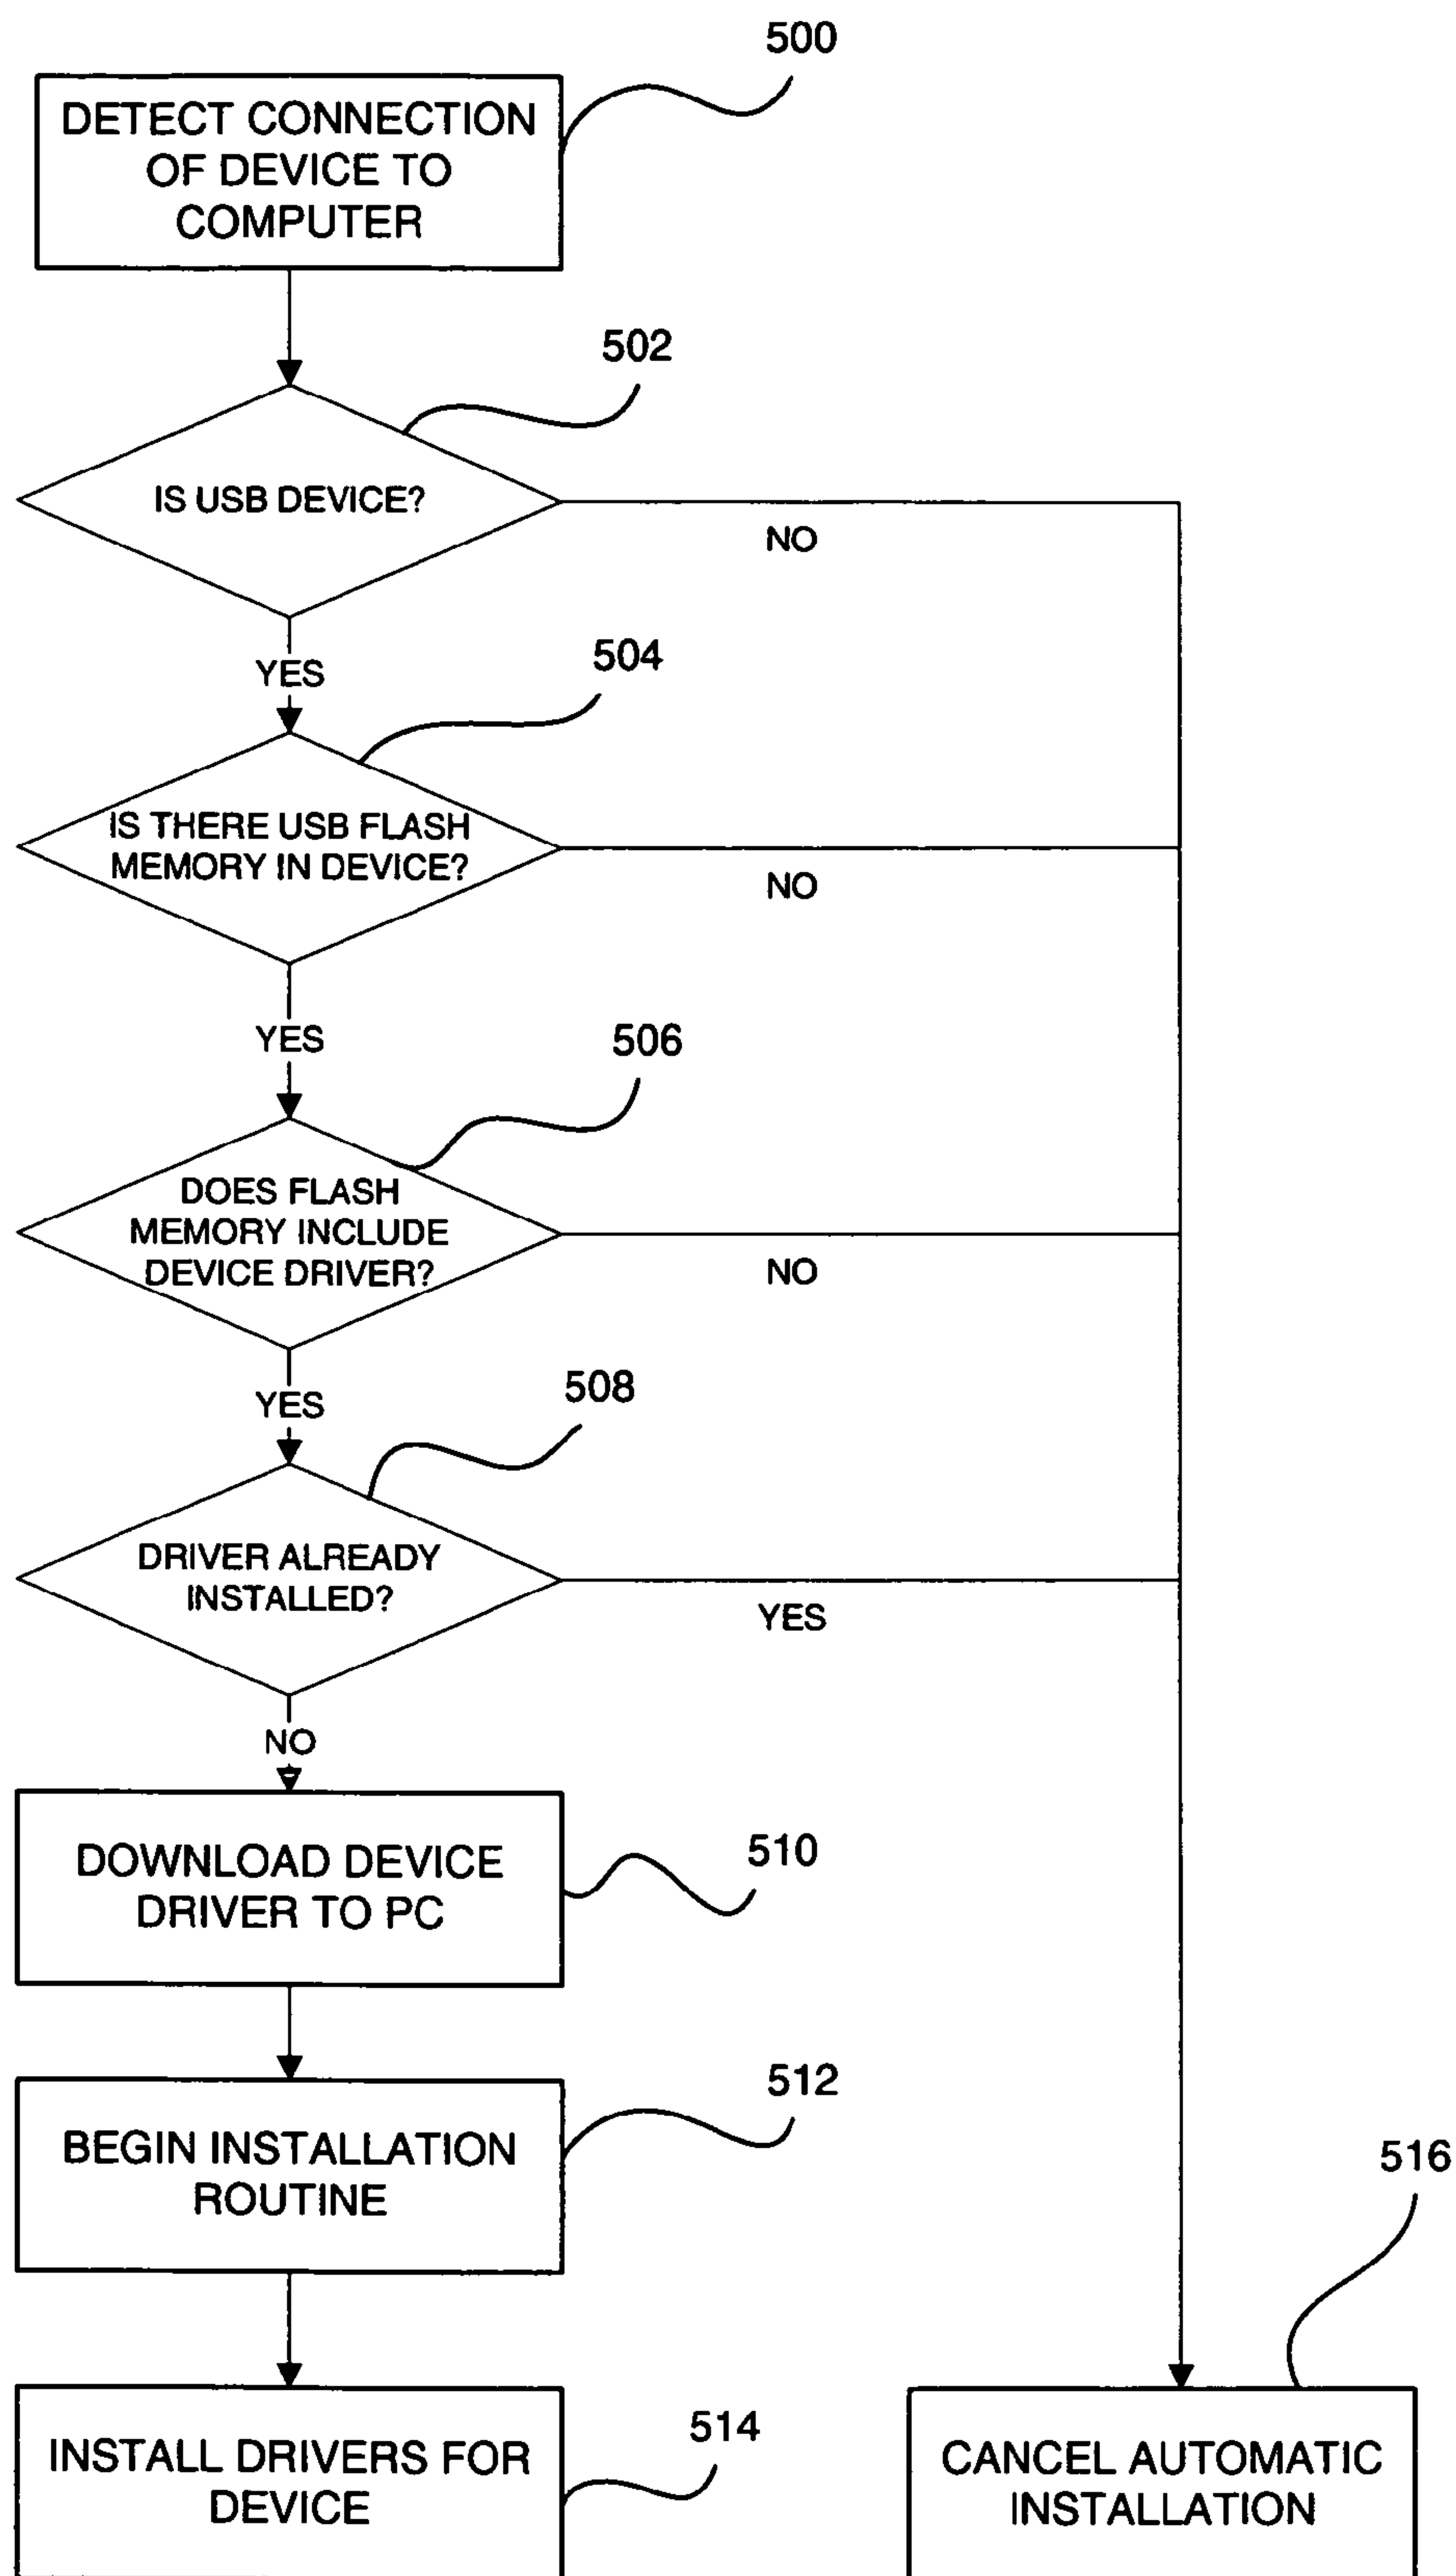 500
DETECT CONNECTION
OF DEVICE TO
COMPUTER
502
IS USB DEVICE?
NO
YES
504
IS THERE USB FLASH
MEMORY IN DEVICE?
NO
YES
506
DOES FLASH
MEMORY INCLUDE
DEVICE DRIVER?
NO
YES
508
DRIVER ALREADY
INSTALLED?
YES
NO
510
DOWNLOAD DEVICE
DRIVER TO PC
512
BEGIN INSTALLATION
ROUTINE
516
514
INSTALL DRIVERS FOR
DEVICE
CANCEL AUTOMATIC
INSTALLATION